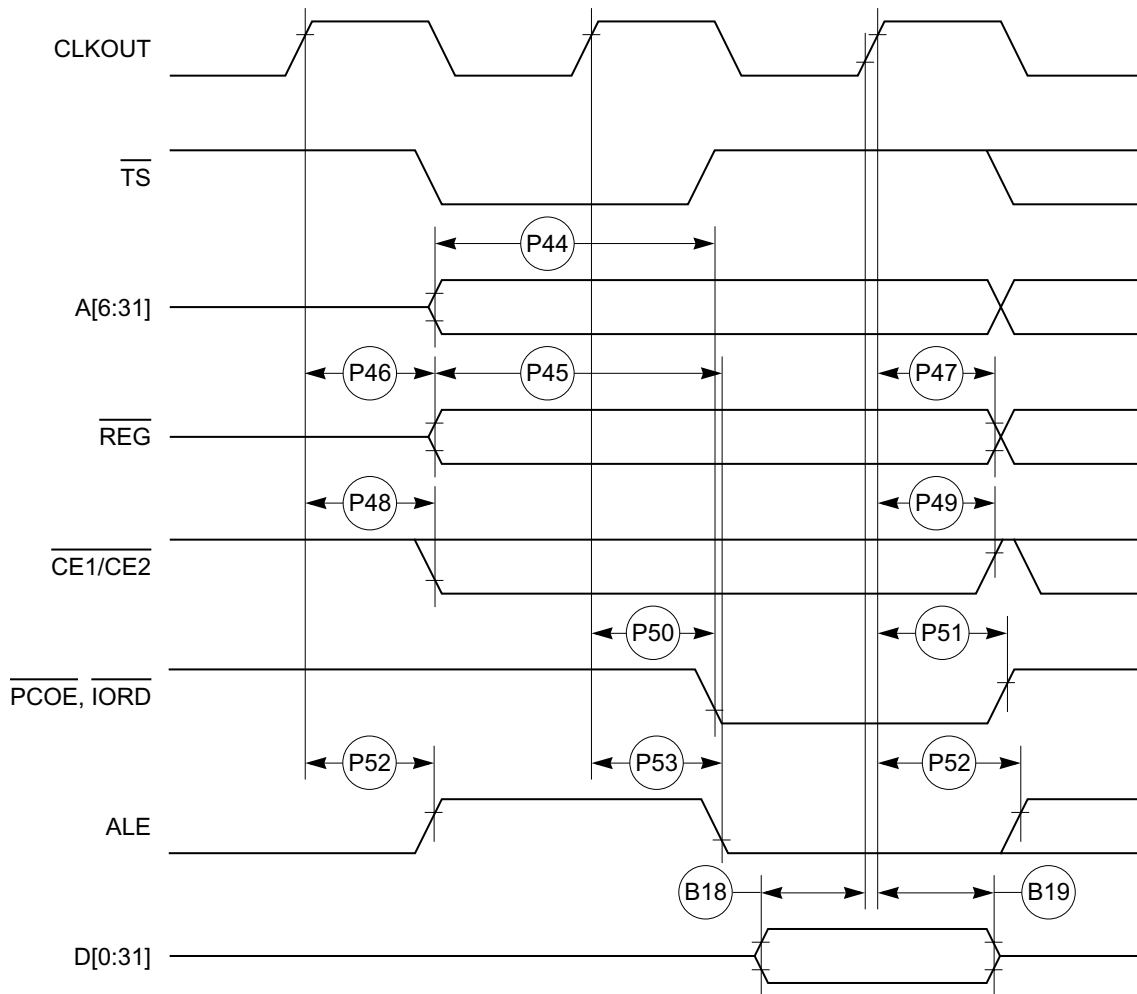 CLKOUT
TS
P44
A[6:31]
P46 P45 P47
REG
P48 P49
CE1/CE2
P50 P51
PCOE, IORD
P52 P53 P52
ALE
B18 B19
D[0:31]